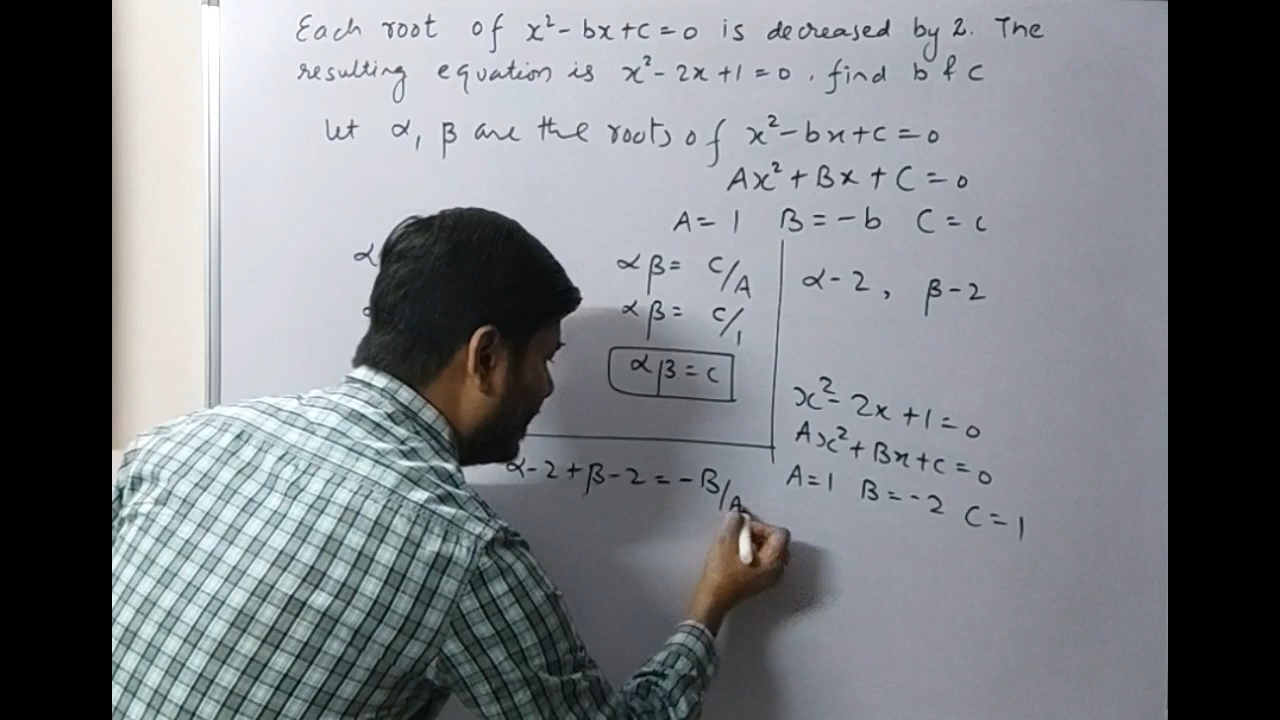 Each root of x² - bx + c = 0 is decreased by 2. The
resulting equation is x² - 2x + 1 = 0. find b & c
let α, β are the roots of x² - bx + c = 0
Ax² + Bx + C = 0
A = 1 B = -b C = c
α
αβ = C/A
αβ = C/1
αβ = c
α-2, β-2
x² - 2x + 1 = 0
Ax² + Bx + C = 0
A = 1 B = -2 C = 1
α-2 + β-2 = -B/A